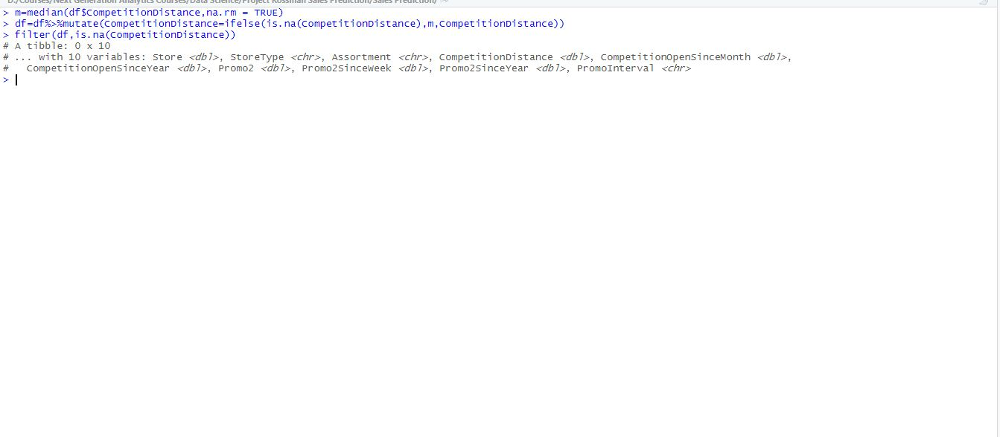 D:/Courses/Next Generation Analytics Courses/Data Science/Project Rossman Sales Prediction/Sales Prediction/
> m=median(df$CompetitionDistance,na.rm = TRUE)
> df=df%>%mutate(CompetitionDistance=ifelse(is.na(CompetitionDistance),m,CompetitionDistance))
> filter(df,is.na(CompetitionDistance))
# A tibble: 0 x 10
# ... with 10 variables: Store <dbl>, StoreType <chr>, Assortment <chr>, CompetitionDistance <dbl>, CompetitionOpenSinceMonth <dbl>,
#   CompetitionOpenSinceYear <dbl>, Promo2 <dbl>, Promo2SinceWeek <dbl>, Promo2SinceYear <dbl>, PromoInterval <chr>
>